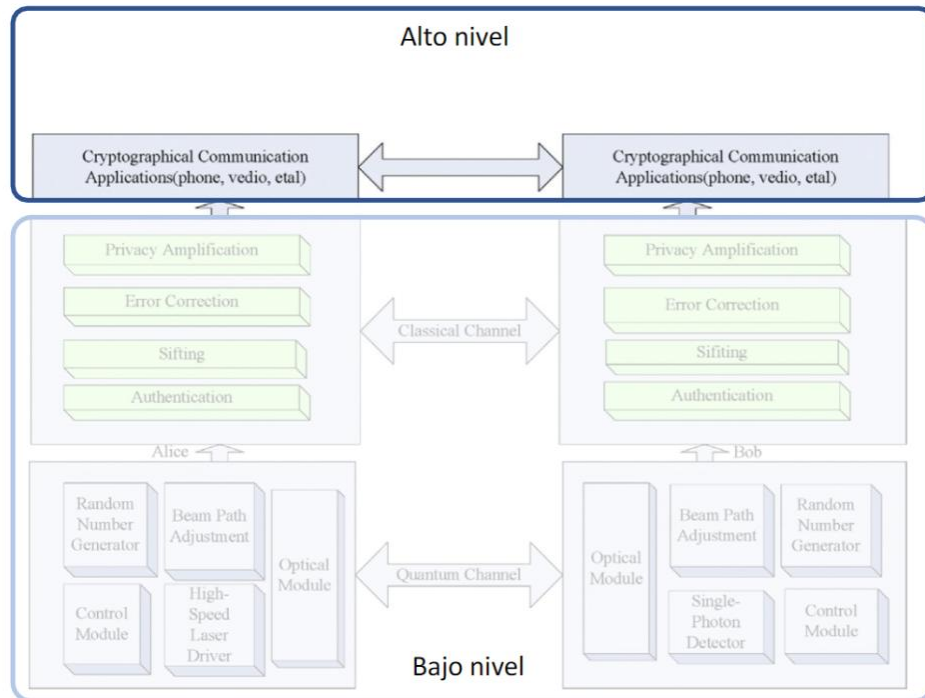 Alto nivel
Cryptographical Communication
Applications(phone, vedio, etal)
Cryptographical Communication
Applications(phone, vedio, etal)
Privacy Amplification
Error Correction
Sifting
Authentication
Classical Channel
Privacy Amplification
Error Correction
Sifiting
Authentication
Alice
Bob
Random
Number
Generator
Beam Path
Adjustment
Optical
Module
Control
Module
High-
Speed
Laser
Driver
Quantum Channel
Optical
Module
Beam Path
Adjustment
Random
Number
Generator
Single-
Photon
Detector
Control
Module
Bajo nivel